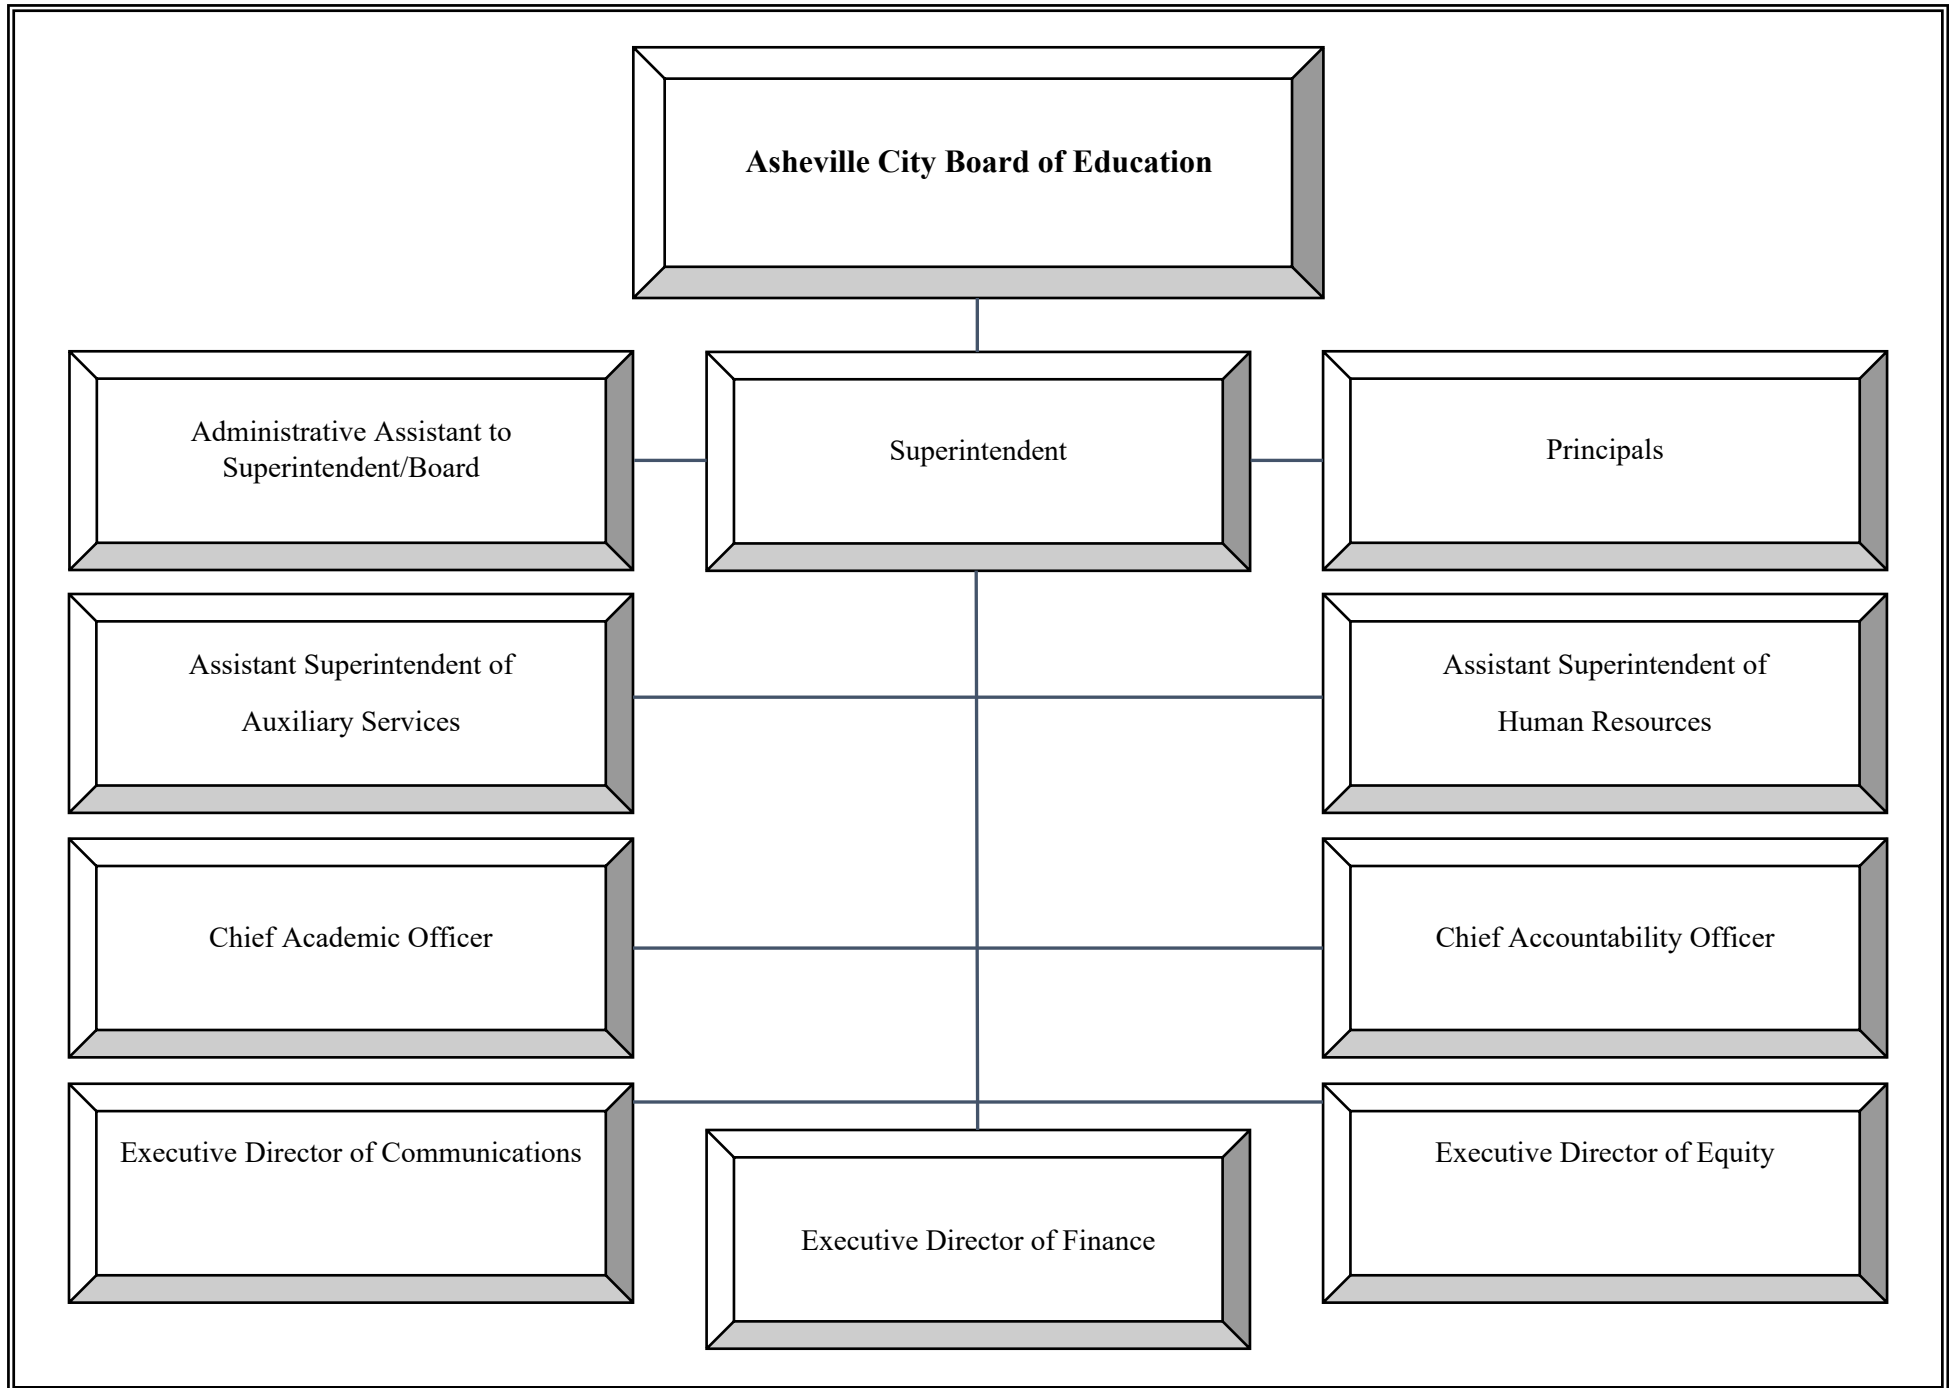 Asheville City Board of Education
Administrative Assistant to
Superintendent/Board
Superintendent
Principals
Assistant Superintendent of
Auxiliary Services
Assistant Superintendent of
Human Resources
Chief Academic Officer
Chief Accountability Officer
Executive Director of Communications
Executive Director of Finance
Executive Director of Equity